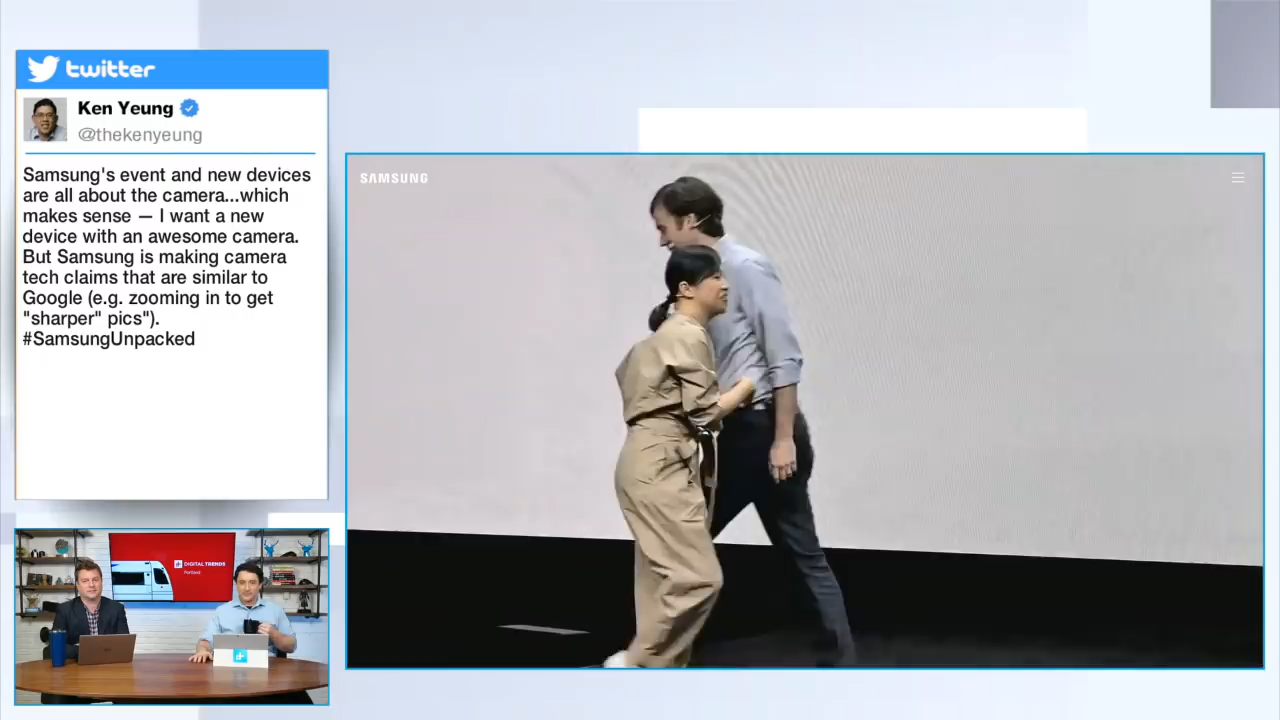 twitter
Ken Yeung
@thekenyeung
Samsung's event and new devices
are all about the camera...which
makes sense — I want a new
device with an awesome camera.
But Samsung is making camera
tech claims that are similar to
Google (e.g. zooming in to get
"sharper" pics").
#SamsungUnpacked
SAMSUNG
DIGITAL TRENDS
Portland